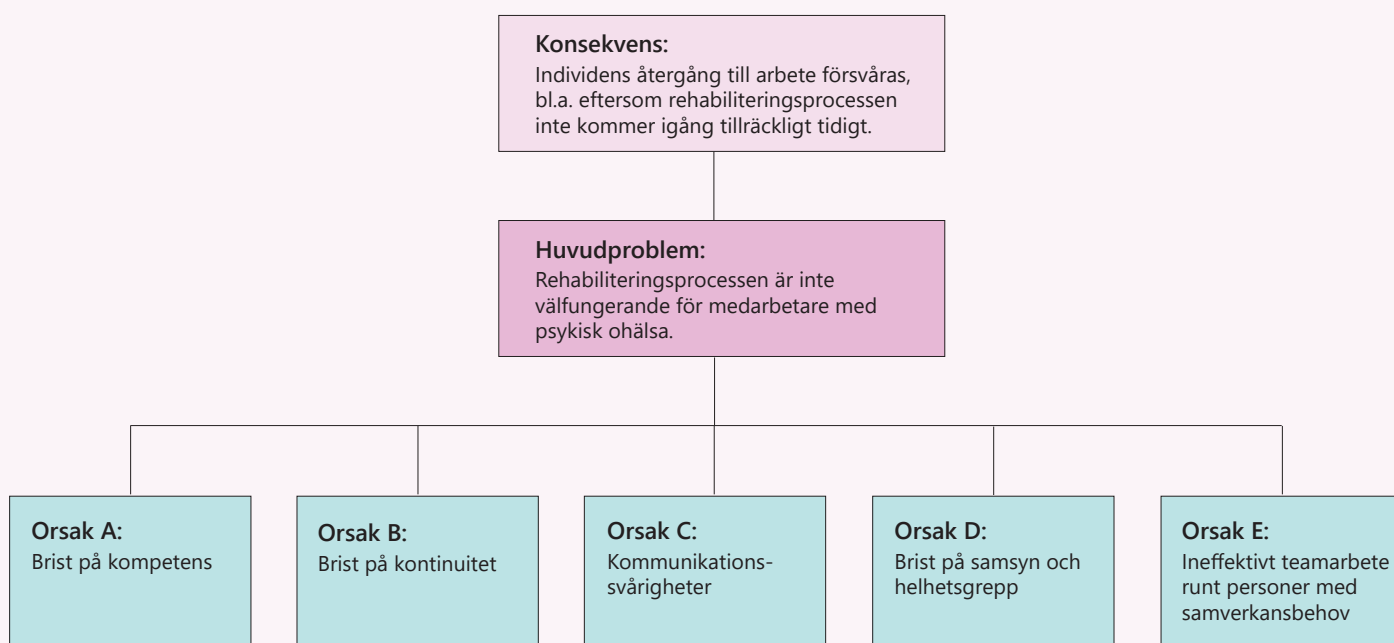 Konsekvens:
Individens återgång till arbete försvåras,
bl.a. eftersom rehabiliteringsprocessen
inte kommer igång tillräckligt tidigt.
Huvudproblem:
Rehabiliteringsprocessen är inte
välfungerande för medarbetare med
psykisk ohälsa.
Orsak A:
Brist på kompetens
Orsak B:
Brist på kontinuitet
Orsak C:
Kommunikations-
svårigheter
Orsak D:
Brist på samsyn och
helhetsgrepp
Orsak E:
Ineffektivt teamarbete
runt personer med
samverkansbehov